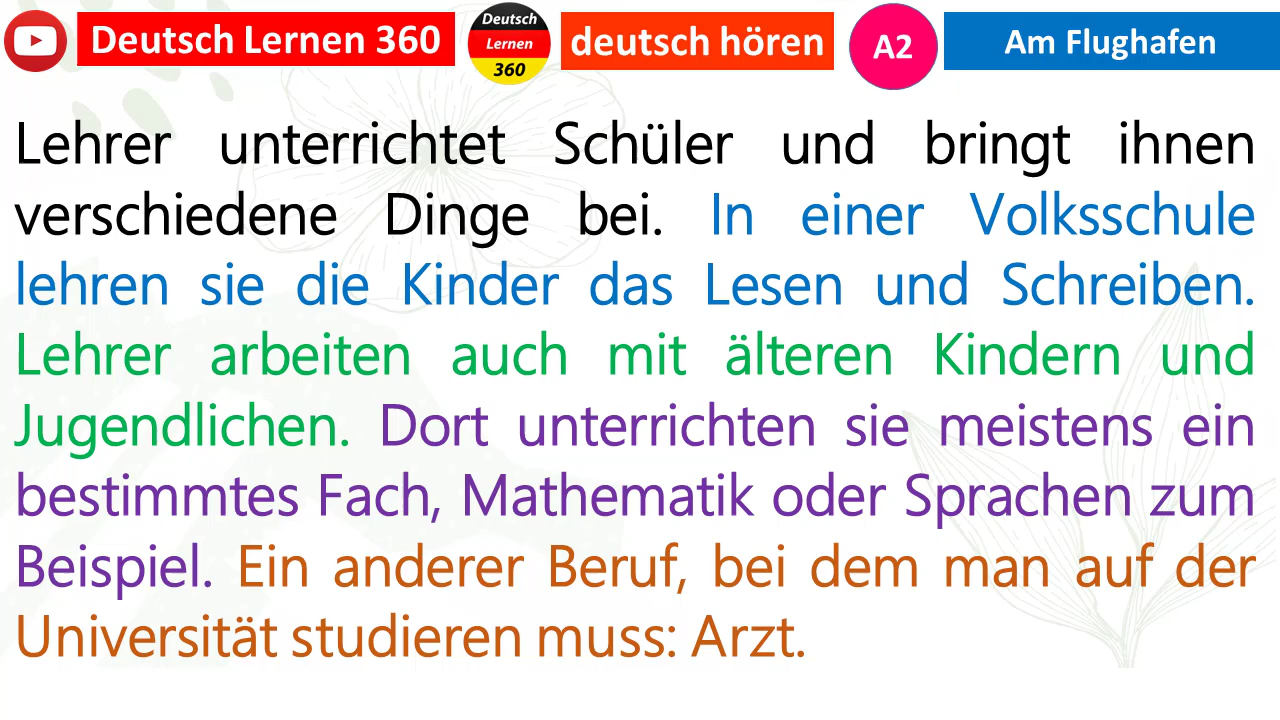 Deutsch Lernen 360
Deutsch
Lernen
360
deutsch hören
A2
Am Flughafen
Lehrer unterrichtet Schüler und bringt ihnen
verschiedene Dinge bei. In einer Volksschule
lehren sie die Kinder das Lesen und Schreiben.
Lehrer arbeiten auch mit älteren Kindern und
Jugendlichen. Dort unterrichten sie meistens ein
bestimmtes Fach, Mathematik oder Sprachen zum
Beispiel. Ein anderer Beruf, bei dem man auf der
Universität studieren muss: Arzt.